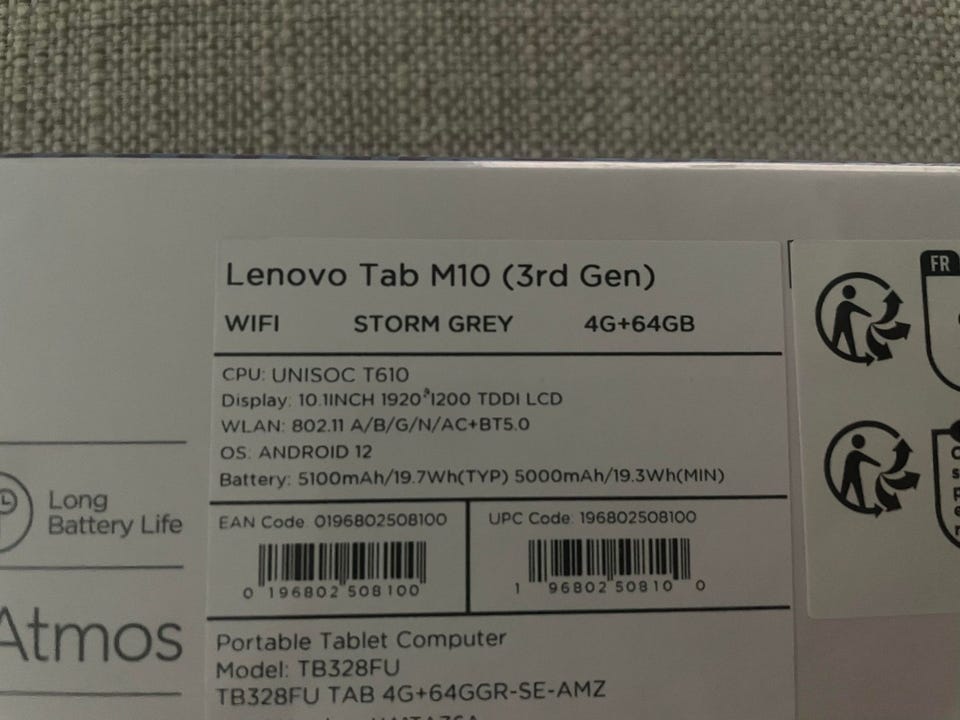 Lenovo Tab M10 (3rd Gen)
WIFI STORM GREY 4G+64GB
CPU: UNISOC T610
Display: 10.1INCH 1920*1200 TDDI LCD
WLAN: 802.11 A/B/G/N/AC+BT5.0
OS: ANDROID 12
Battery: 5100mAh/19.7Wh(TYP) 5000mAh/19.3Wh(MIN)
EAN Code 0196802508100
0 196802 508100
UPC Code: 196802508100
1 96802 50810 0
Portable Tablet Computer
Model: TB328FU
TB328FU TAB 4G+64GGR-SE-AMZ
Long
Battery Life
Atmos
FR